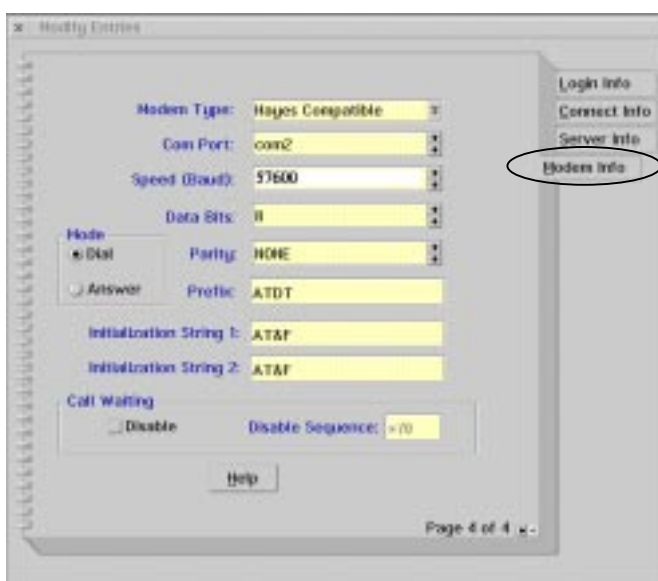 Modify Entries
Login Info
Connect Info
Server Info
Modem Info
Modem Type: Hayes Compatible
Com Port: com2
Speed (Baud): 57600
Data Bits: 8
Mode
Dial
Parity: NONE
Answer
Prefix: ATDT
Initialization String 1: AT&F
Initialization String 2: AT&F
Call Waiting
Disable
Disable Sequence: *70
Help
Page 4 of 4